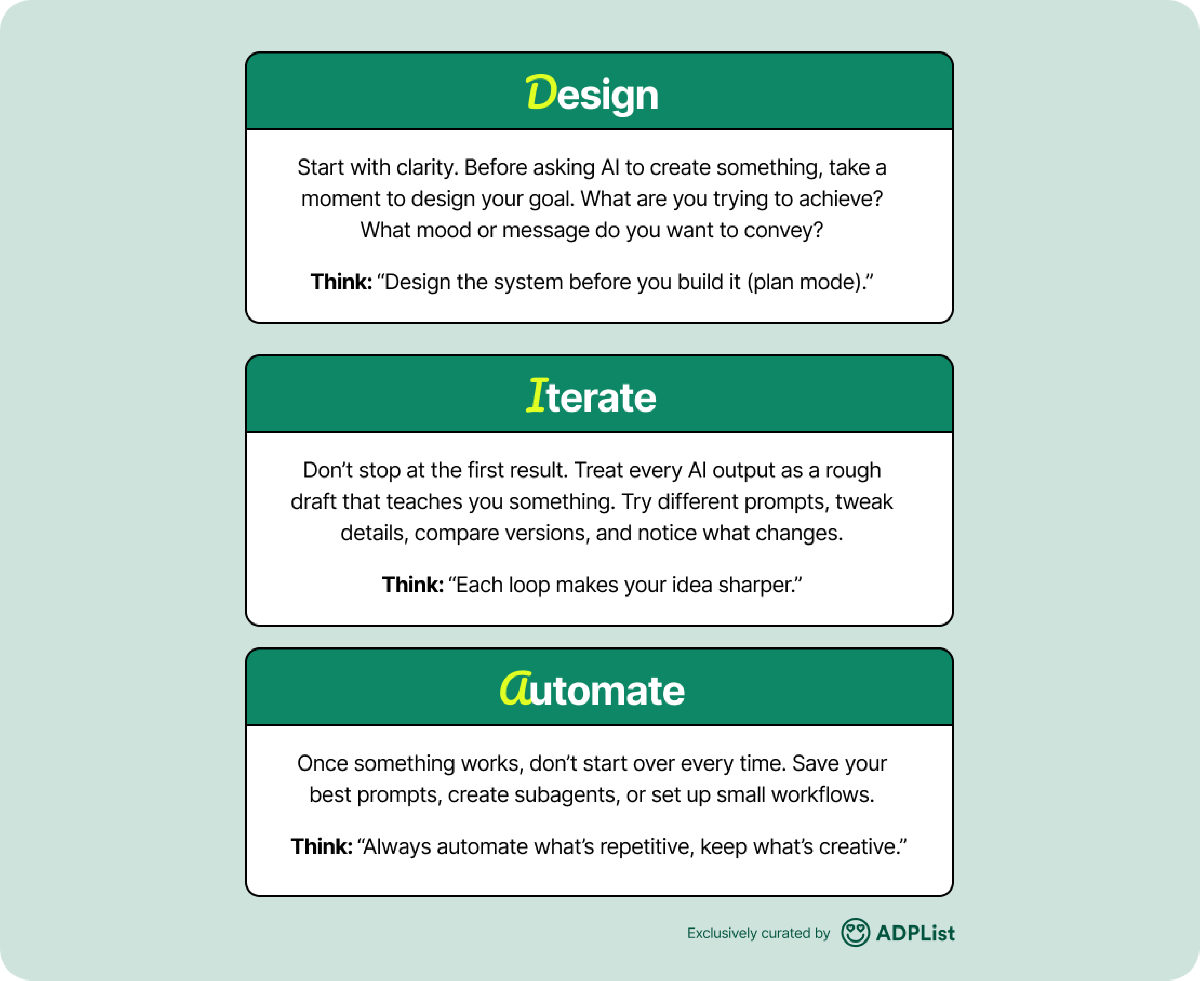 Design
Start with clarity. Before asking AI to create something, take a
moment to design your goal. What are you trying to achieve?
What mood or message do you want to convey?
Think: “Design the system before you build it (plan mode).”
Iterate
Don’t stop at the first result. Treat every AI output as a rough
draft that teaches you something. Try different prompts, tweak
details, compare versions, and notice what changes.
Think: “Each loop makes your idea sharper.”
Automate
Once something works, don’t start over every time. Save your
best prompts, create subagents, or set up small workflows.
Think: “Always automate what’s repetitive, keep what’s creative.”
Exclusively curated by ADPList